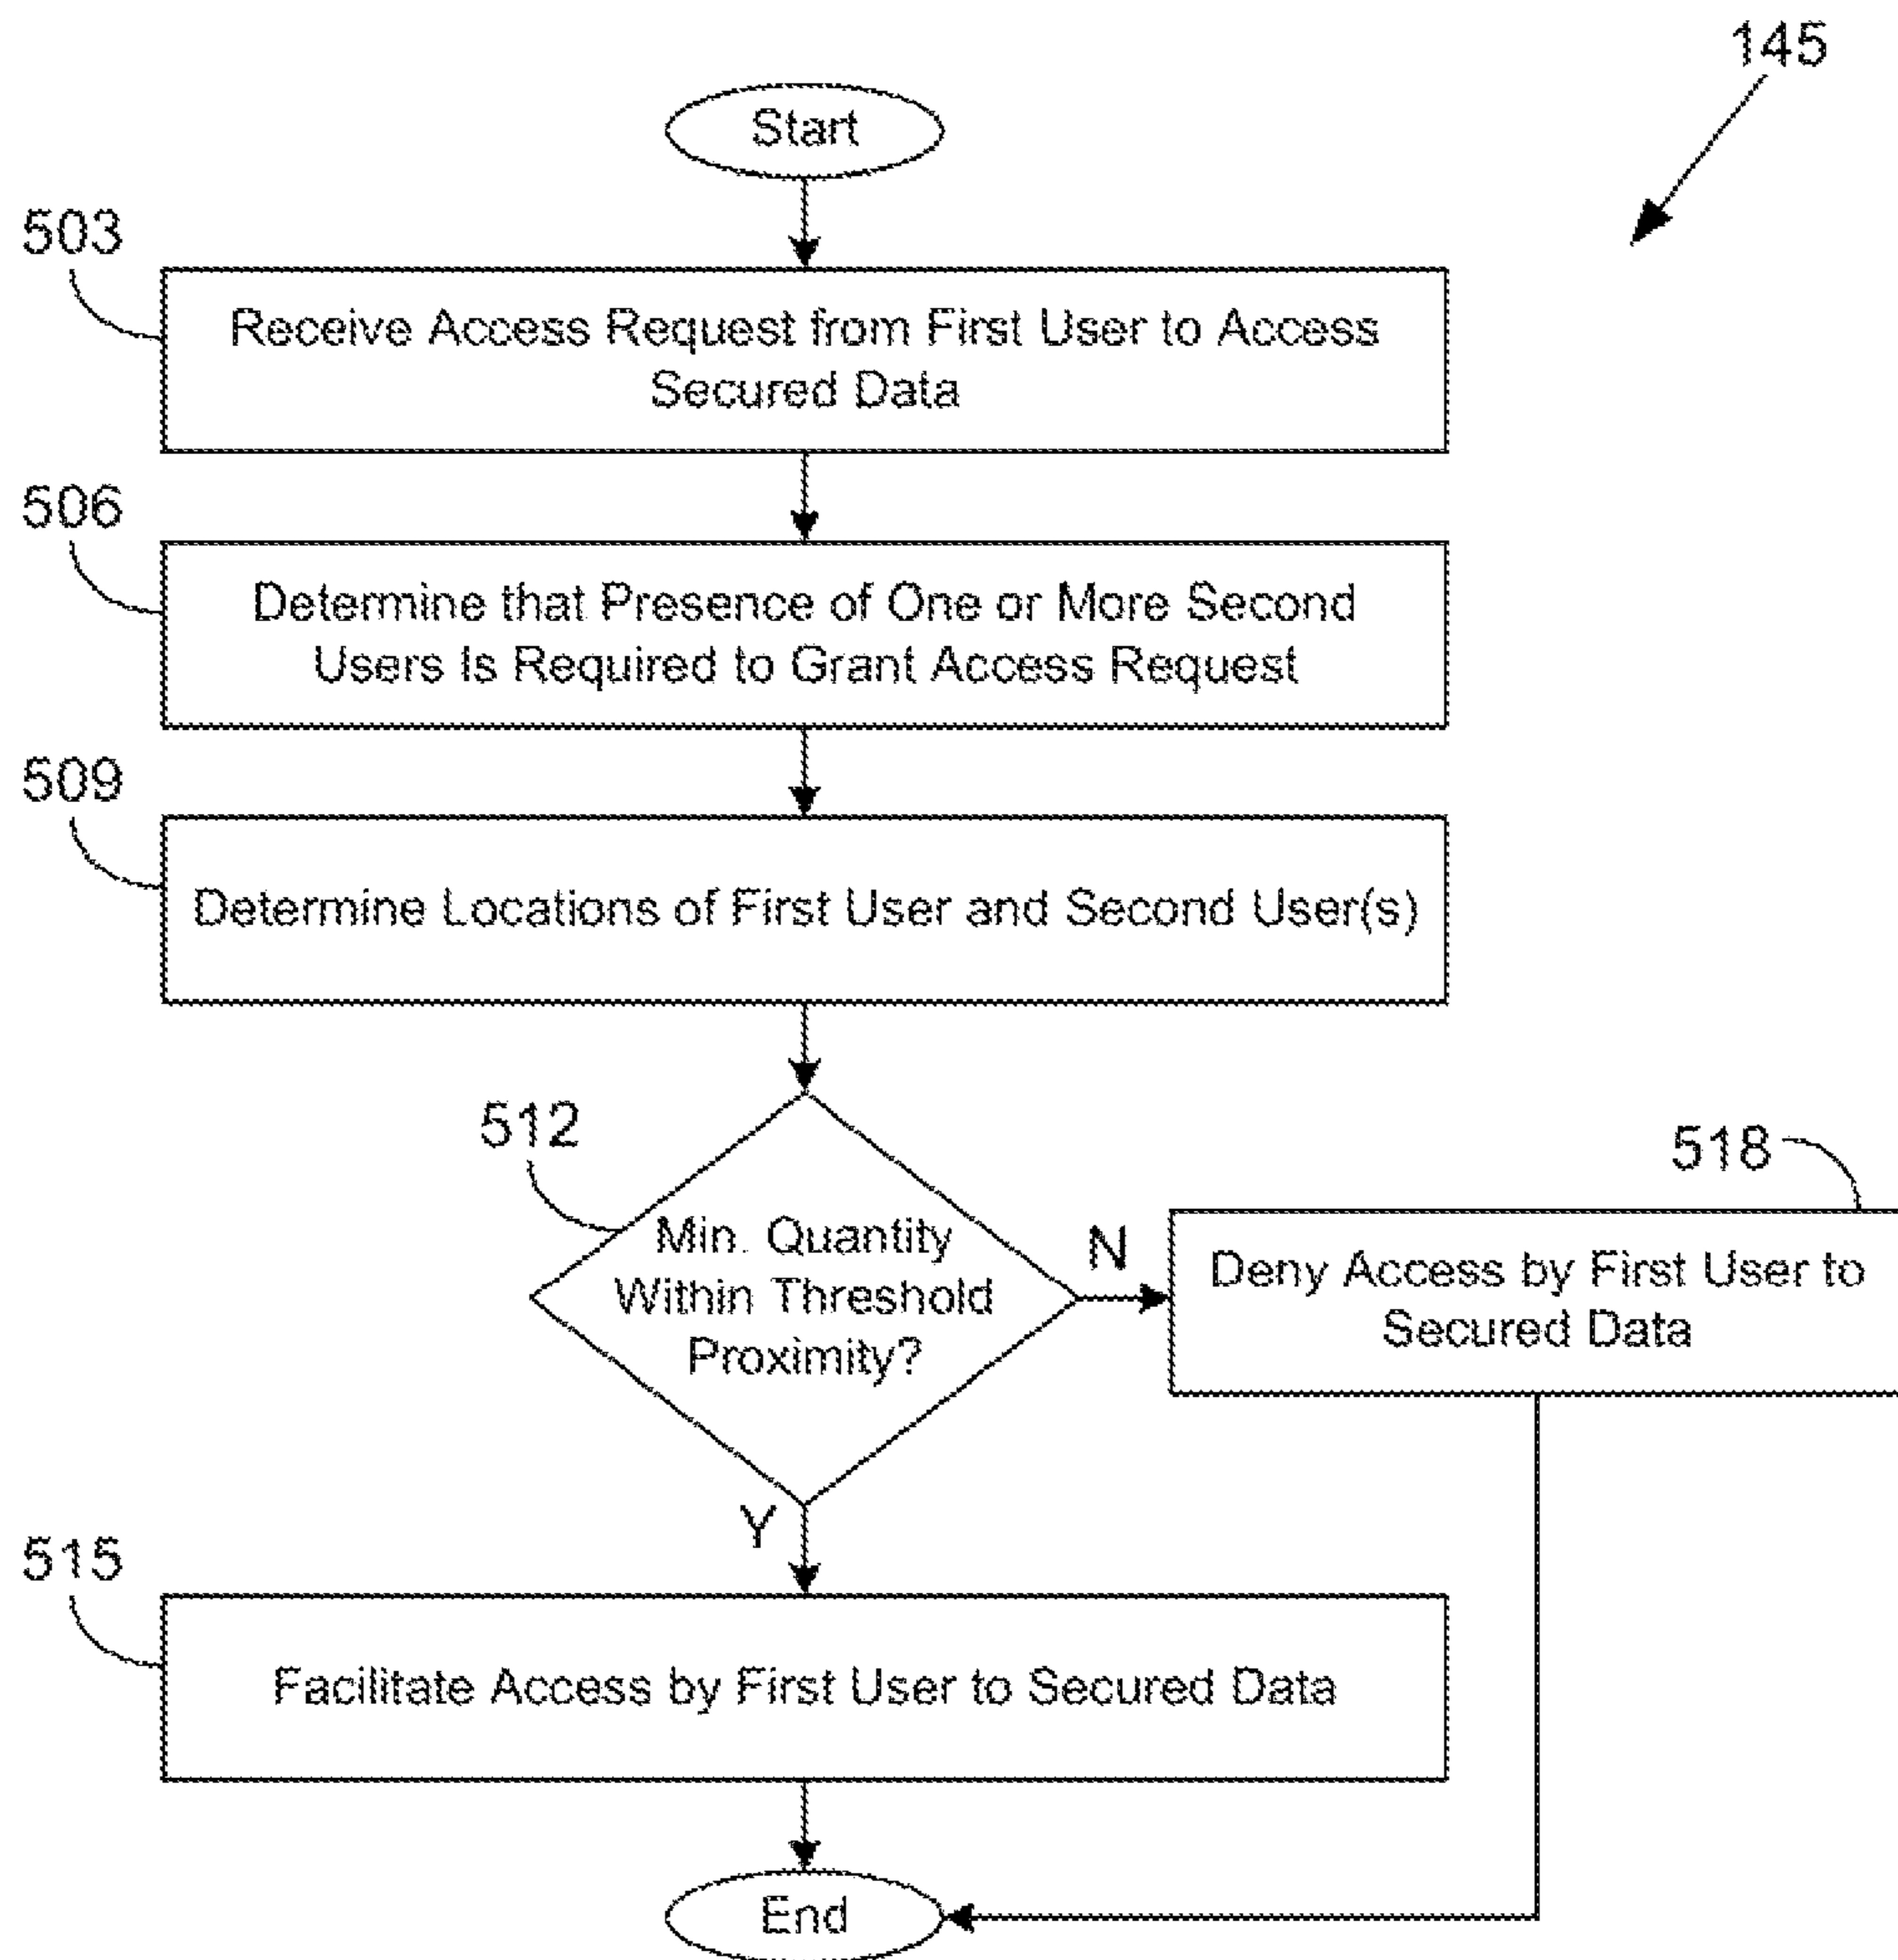 145
Start
503
Receive Access Request from First User to Access
Secured Data
506
Determine that Presence of One or More Second
Users Is Required to Grant Access Request
509
Determine Locations of First User and Second User(s)
512
Min. Quantity
Within Threshold
Proximity?
N
518
Deny Access by First User to
Secured Data
Y
515
Facilitate Access by First User to Secured Data
End